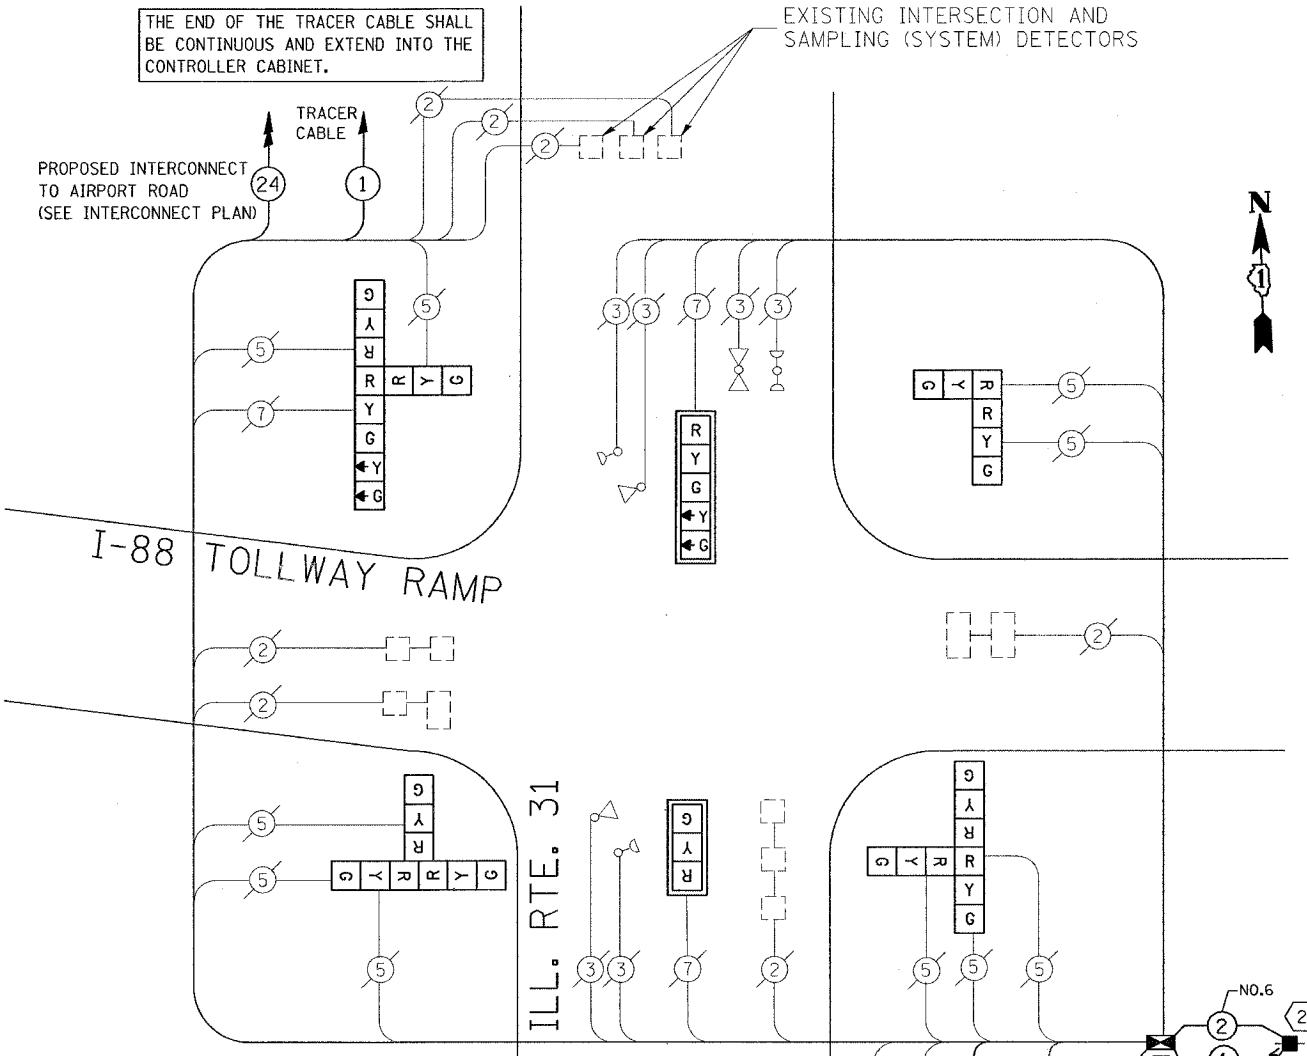 THE END OF THE TRACER CABLE SHALL
BE CONTINUOUS AND EXTEND INTO THE
CONTROLLER CABINET.
EXISTING INTERSECTION AND
SAMPLING (SYSTEM) DETECTORS
TRACER
CABLE
PROPOSED INTERCONNECT
TO AIRPORT ROAD
(SEE INTERCONNECT PLAN)
24
1
2
2
2
N
1
5
3
3
7
3
3
5
7
G
Y
R
R
Y
G
Y
G
R Y G
R
Y
G
Y
G
G Y R
R
Y
G
5
5
I-88 TOLLWAY RAMP
2
2
2
5
5
5
G
Y
R
G Y R R Y G
ILL. RTE. 31
G
Y
R
G
Y
R
G Y R R
Y
G
3
3
7
2
5
5
5
NO.6
2
2